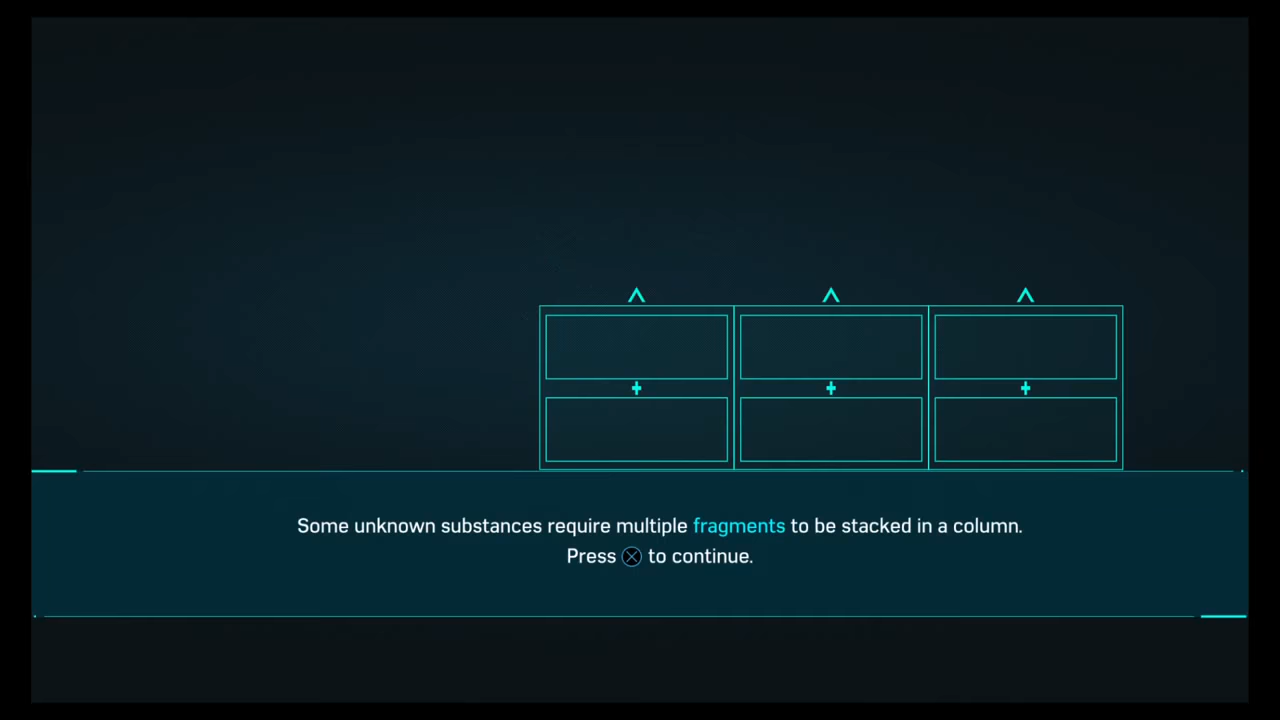 Some unknown substances require multiple fragments to be stacked in a column.
Press to continue.